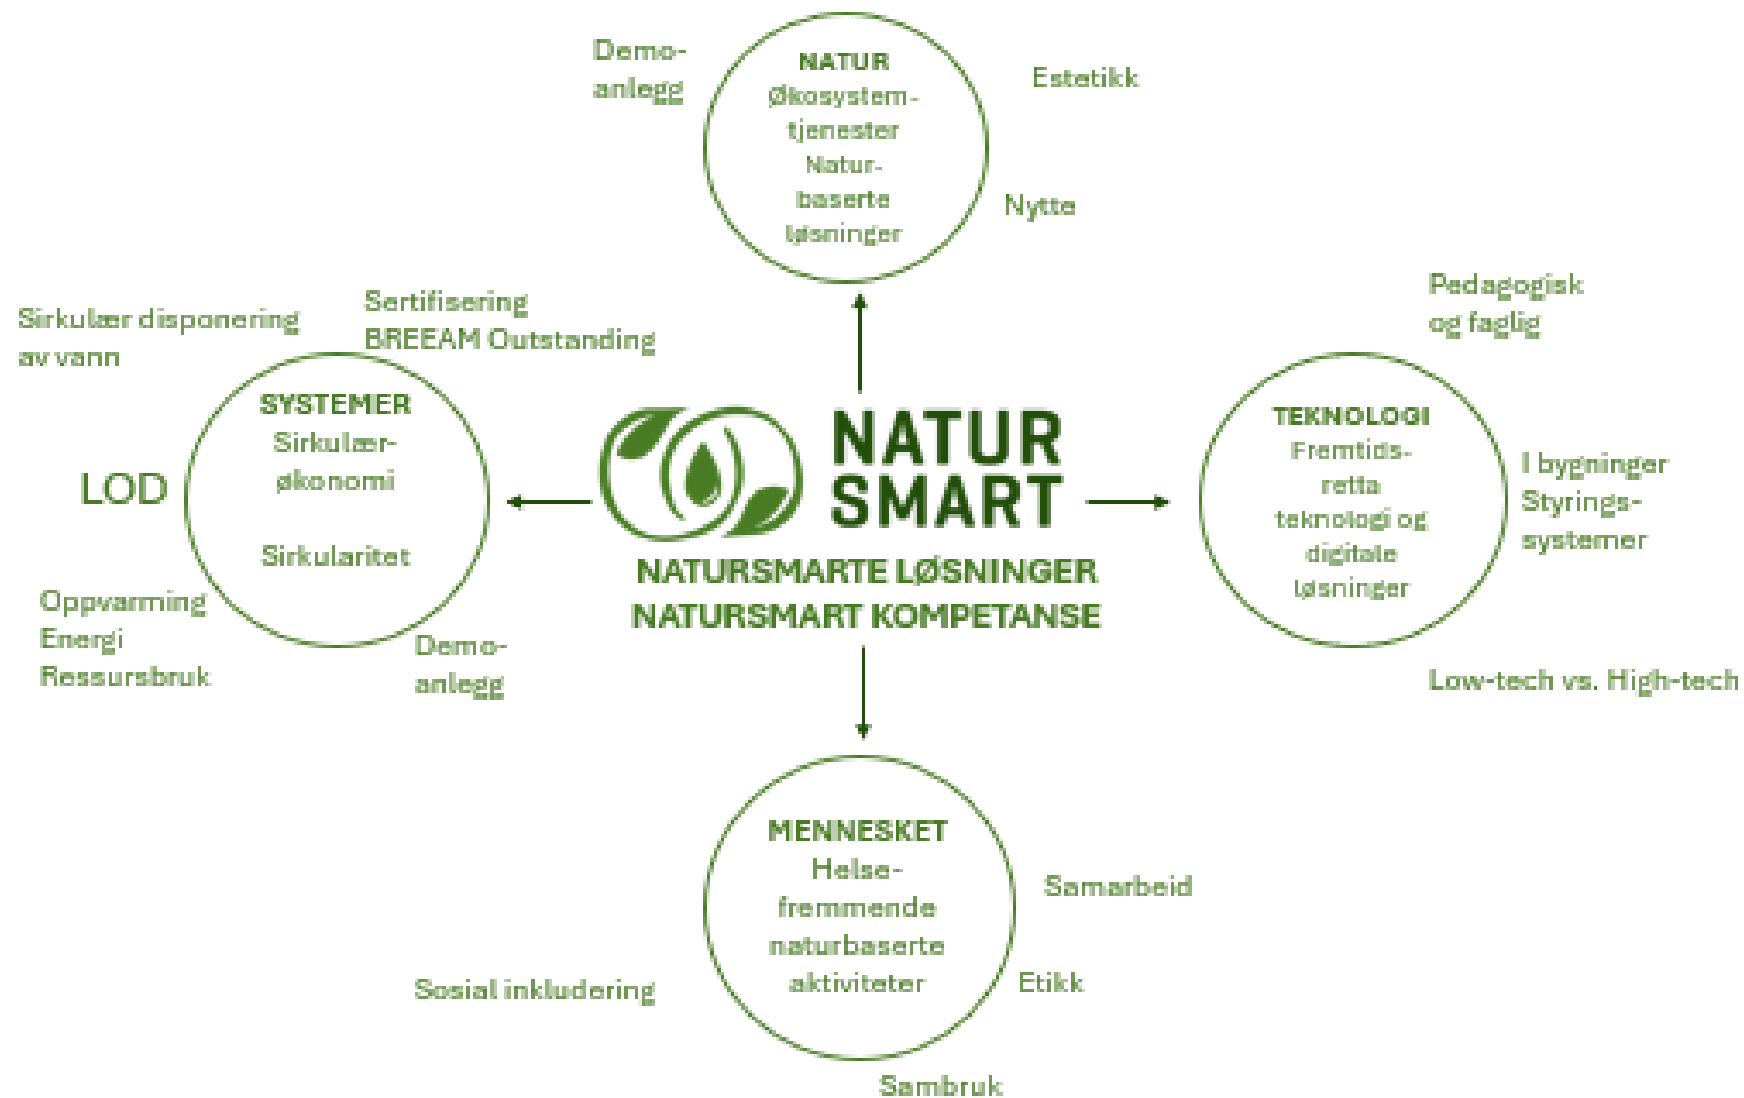 Demo-
anlegg
NATUR
Økosystem-
tjenester
Natur-
baserte
løsninger
Estetikk
Nytte
Sirkulær disponering
av vann
Sertifisering
BREEAM Outstanding
SYSTEMER
Sirkulær-
økonomi
Sirkularitet
LOD
Oppvarming
Energi
Ressursbruk
Demo-
anlegg
NATUR
SMART
NATURSMARTE LØSNINGER
NATURSMART KOMPETANSE
Pedagogisk
og faglig
TEKNOLOGI
Fremtids-
retta
teknologi og
digitale
løsninger
I bygninger
Styrings-
systemer
Low-tech vs. High-tech
MENNESKET
Helse-
fremmende
naturbaserte
aktiviteter
Samarbeid
Etikk
Sosial inkludering
Sambruk